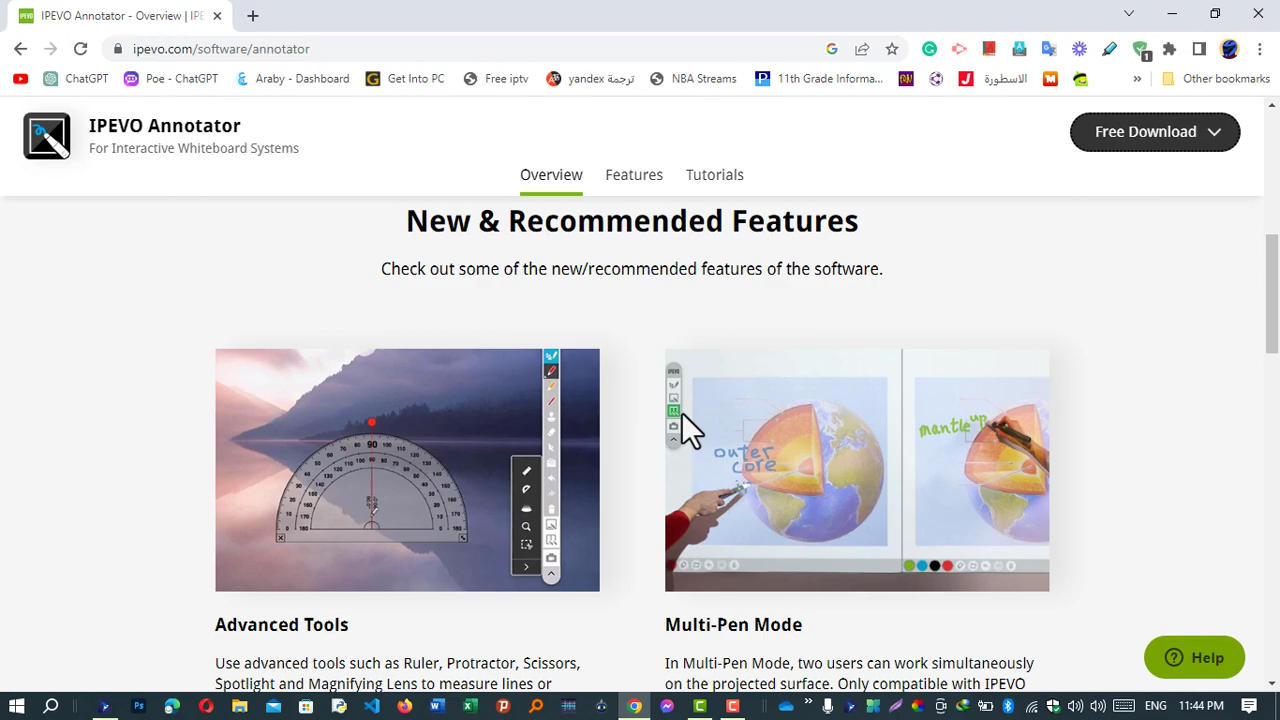 IPEVO Annotator - Overview | IPE
ipevo.com/software/annotator
ChatGPT
Poe - ChatGPT
Araby - Dashboard
Get Into PC
Free iptv
ترجمة yandex
NBA Streams
11th Grade Informa...
الاسطورة
Other bookmarks
IPEVO Annotator
For Interactive Whiteboard Systems
Free Download
Overview
Features
Tutorials
New & Recommended Features
Check out some of the new/recommended features of the software.
90
IPEVO
outer
core
mantle up
Advanced Tools
Multi-Pen Mode
Use advanced tools such as Ruler, Protractor, Scissors,
Spotlight and Magnifying Lens to measure lines or
In Multi-Pen Mode, two users can work simultaneously
on the projected surface. Only compatible with IPEVO
Help
ENG
11:44 PM